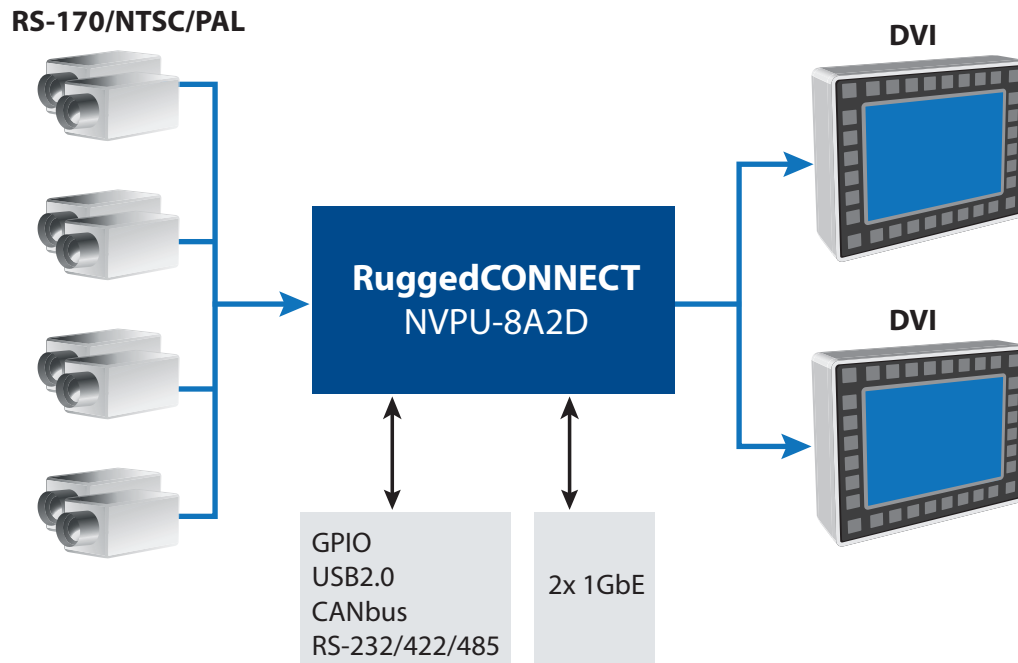 RS-170/NTSC/PAL
DVI
RuggedCONNECT
NVPU-8A2D
DVI
GPIO
USB2.0
CANbus
RS-232/422/485
2x 1GbE